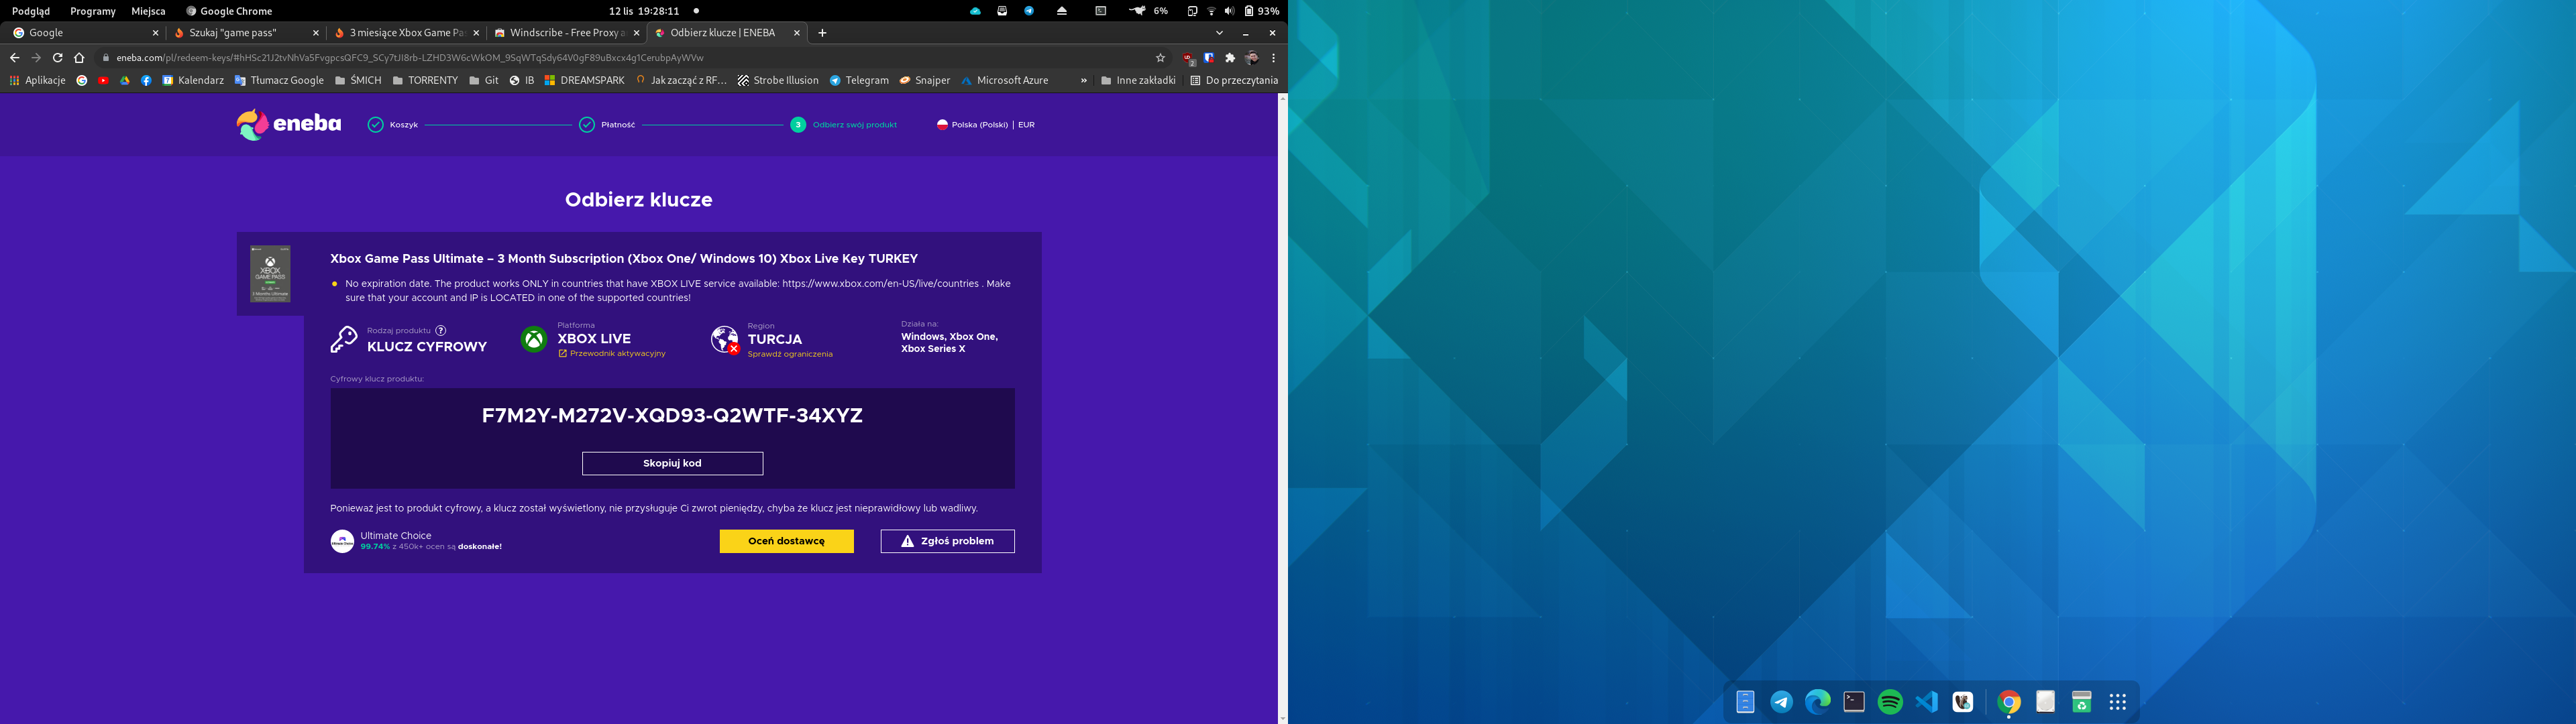 Podgląd Programy Miejsca Google Chrome 12 lis 19:28:11 6% 93%
Google Szukaj "game pass" 3 miesiące Xbox Game Pa Windscribe - Free Proxy a Odbierz klucze | ENEBA
eneba.com/pl/redeem-keys/#hHSc21J2tvNhVa5FvgpcsQFC9_SCy7tJI8rb-LZHD3W6cWkOM_9SqWTqSdy64V0gF89uBxcx4g1CerubpAyWVw
Aplikacje Kalendarz Tłumacz Google ŚMICH TORRENTY Git IB DREAMSPARK Jak zacząć z RF… Strobe Illusion Telegram Snajper Microsoft Azure » Inne zakładki Do przeczytania
eneba Koszyk Płatność 3 Odbierz swój produkt Polska (Polski) | EUR
Odbierz klucze
Xbox Game Pass Ultimate – 3 Month Subscription (Xbox One/ Windows 10) Xbox Live Key TURKEY
No expiration date. The product works ONLY in countries that have XBOX LIVE service available: https://www.xbox.com/en-US/live/countries . Make
sure that your account and IP is LOCATED in one of the supported countries!
XBOX
GAME PASS
3 Months Ultimate
Rodzaj produktu ?
KLUCZ CYFROWY
Platforma
XBOX LIVE
Przewodnik aktywacyjny
Region
TURCJA
Sprawdź ograniczenia
Działa na:
Windows, Xbox One,
Xbox Series X
Cyfrowy klucz produktu:
F7M2Y-M272V-XQD93-Q2WTF-34XYZ
Skopiuj kod
Ponieważ jest to produkt cyfrowy, a klucz został wyświetlony, nie przysługuje Ci zwrot pieniędzy, chyba że klucz jest nieprawidłowy lub wadliwy.
Ultimate Choice
99.74% z 450k+ ocen są doskonałe!
Oceń dostawcę
Zgłoś problem